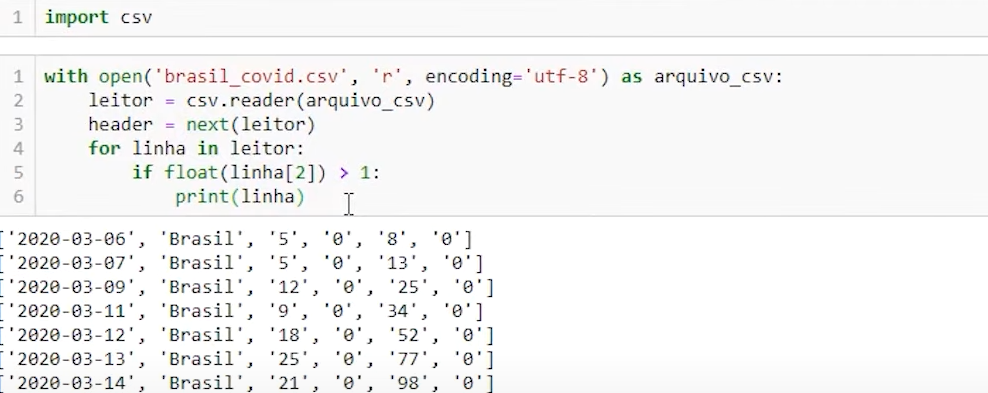 1 import csv
1 with open('brasil_covid.csv', 'r', encoding='utf-8') as arquivo_csv:
2     leitor = csv.reader(arquivo_csv)
3     header = next(leitor)
4     for linha in leitor:
5         if float(linha[2]) > 1:
6             print(linha)
['2020-03-06', 'Brasil', '5', '0', '8', '0']
['2020-03-07', 'Brasil', '5', '0', '13', '0']
['2020-03-09', 'Brasil', '12', '0', '25', '0']
['2020-03-11', 'Brasil', '9', '0', '34', '0']
['2020-03-12', 'Brasil', '18', '0', '52', '0']
['2020-03-13', 'Brasil', '25', '0', '77', '0']
['2020-03-14', 'Brasil', '21', '0', '98', '0']